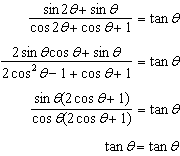 (sin 2θ + sin θ)/(cos 2θ + cos θ + 1) = tan θ
(2 sin θ cos θ + sin θ)/(2 cos² θ − 1 + cos θ + 1) = tan θ
(sin θ(2 cos θ + 1))/(cos θ(2 cos θ + 1)) = tan θ
tan θ = tan θ